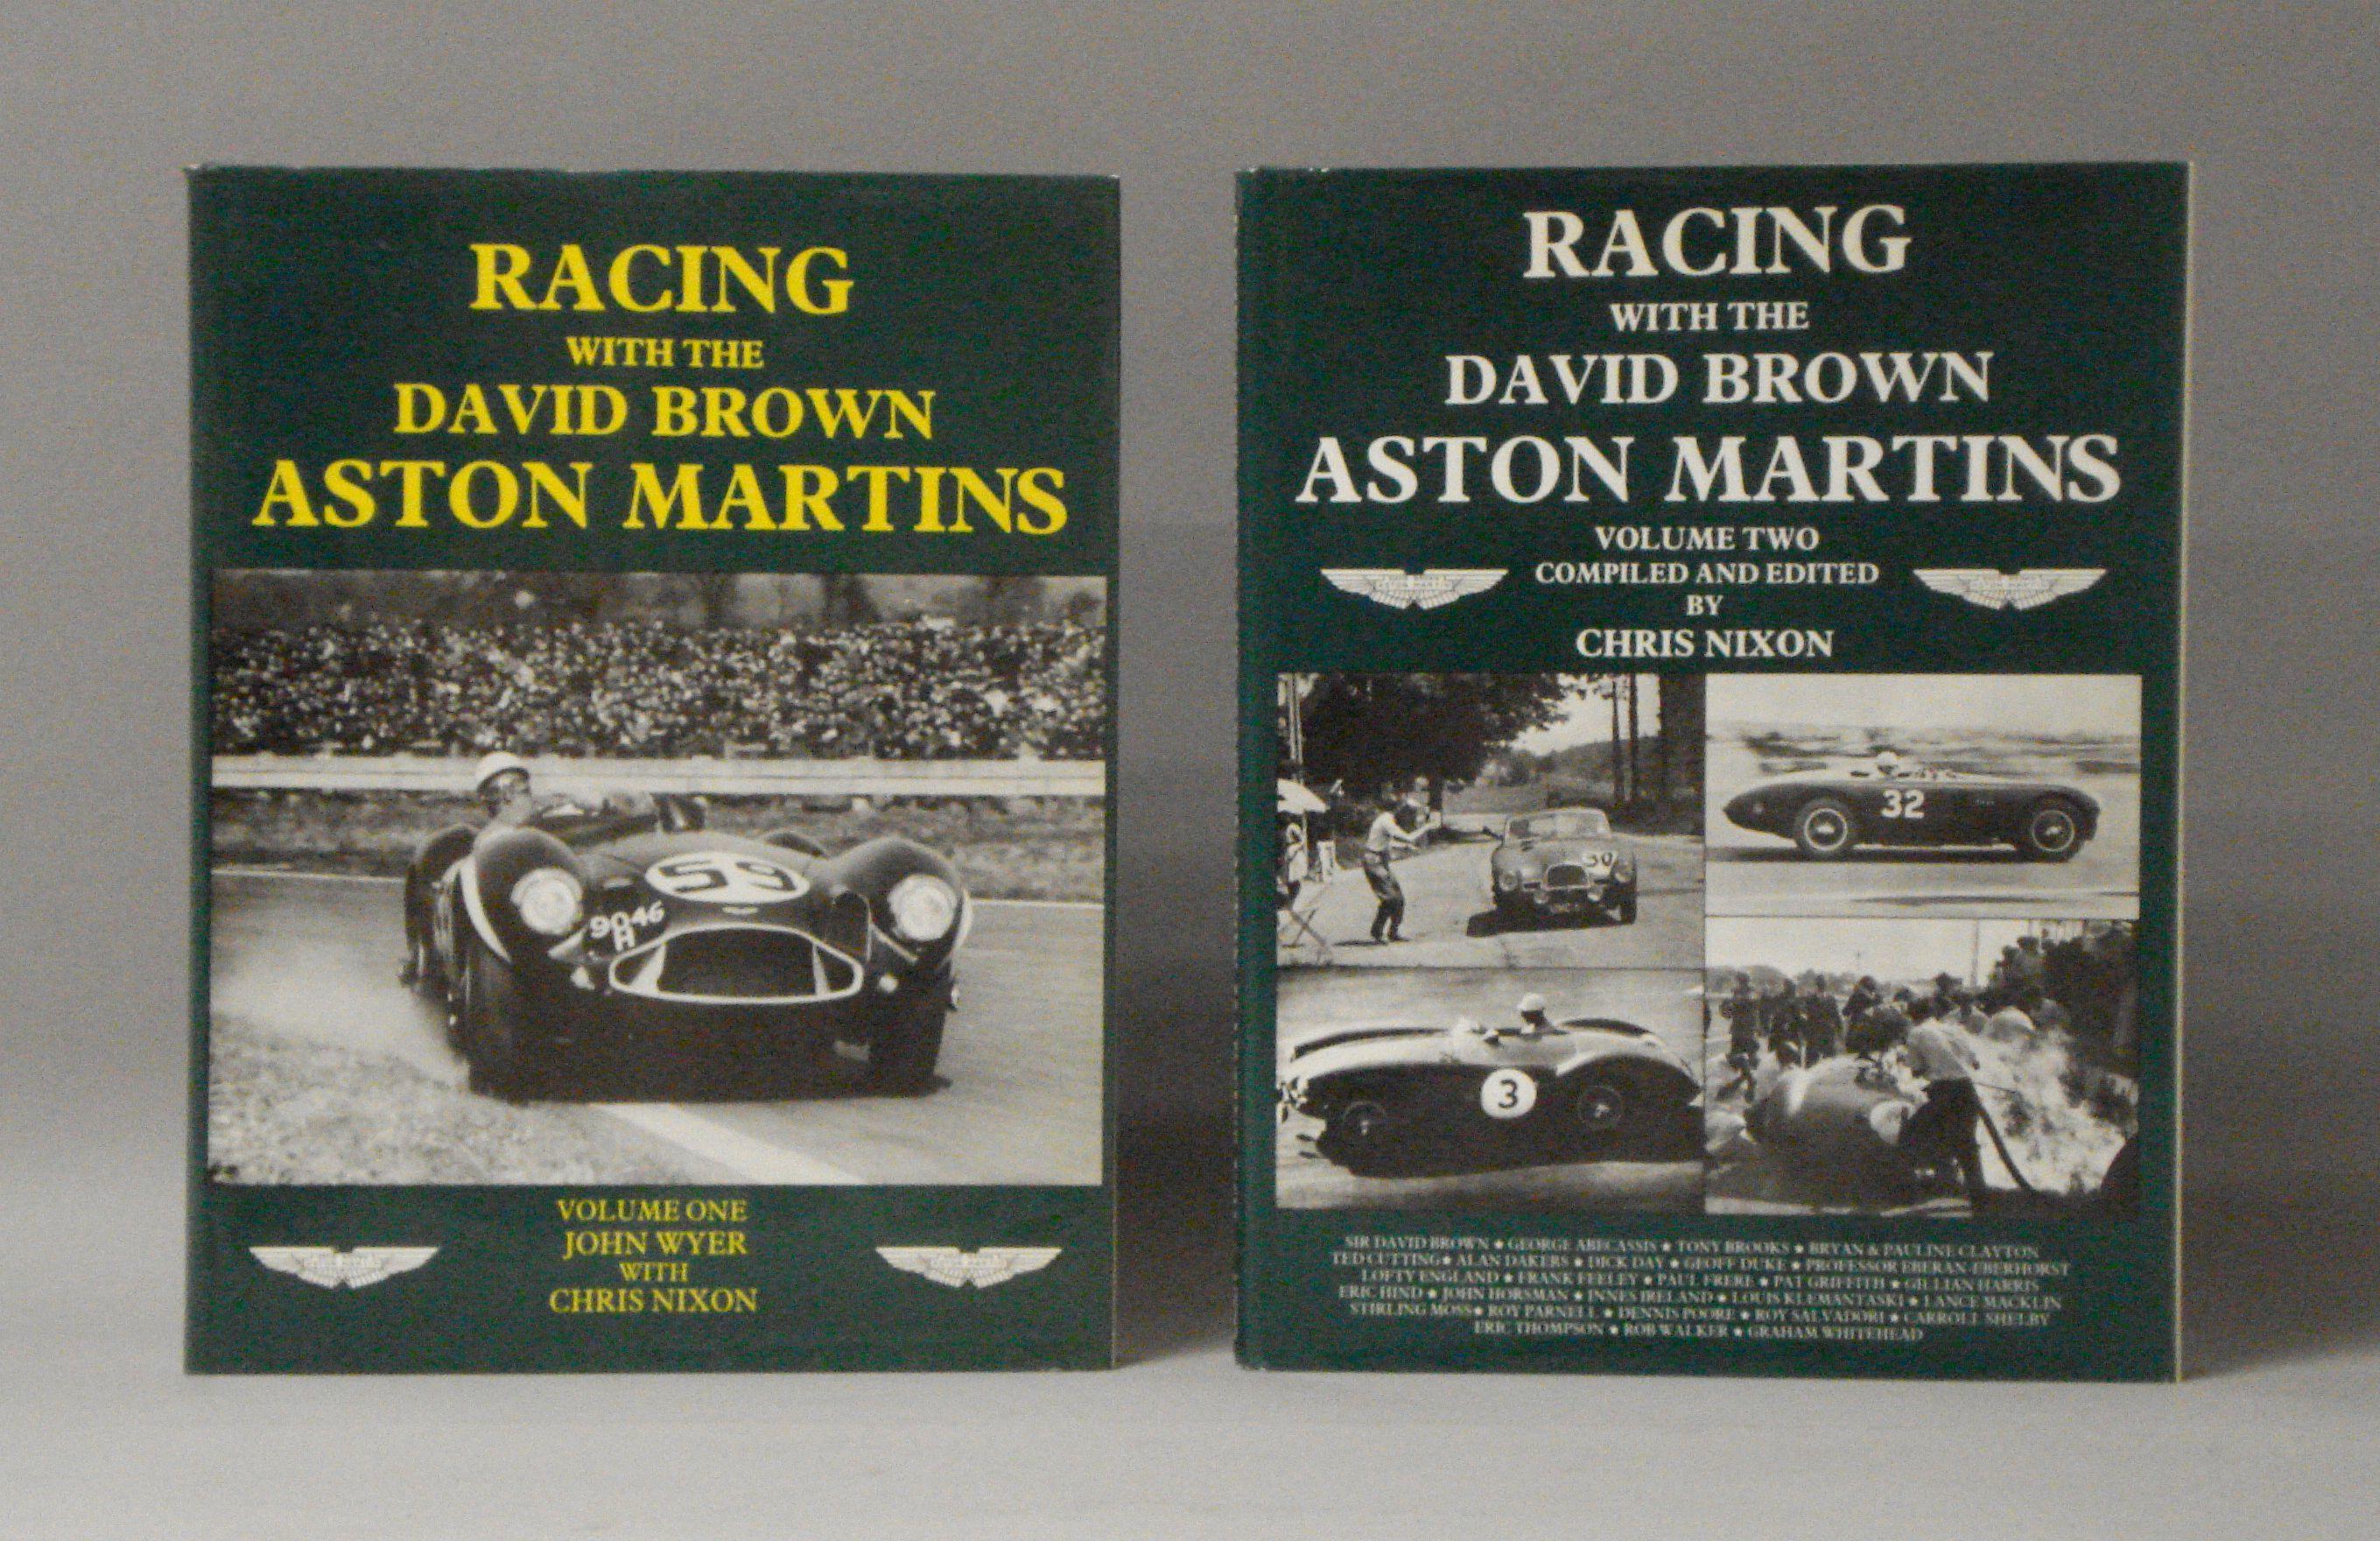 RACING
WITH THE
DAVID BROWN
ASTON MARTINS
59
9046
H
VOLUME ONE
JOHN WYER
WITH
CHRIS NIXON
RACING
WITH THE
DAVID BROWN
ASTON MARTINS
VOLUME TWO
COMPILED AND EDITED
BY
CHRIS NIXON
30
32
3
SIR DAVID BROWN ★ GEORGE ABECASSIS ★ TONY BROOKS ★ BRYAN & PAULINE CLAYTON
TED CUTTING ★ ALAN DAKERS ★ DICK DAY ★ GEOFF DUKE ★ PROFESSOR EBERAN-EBERHORST
LOFTY ENGLAND ★ FRANK FEELEY ★ PAUL FRERE ★ PAT GRIFFITH ★ GILLIAN HARRIS
ERIC HIND ★ JOHN HORSMAN ★ INNES IRELAND ★ LOUIS KLEMANTASKI ★ LANCE MACKLIN
STIRLING MOSS ★ ROY PARNELL ★ DENNIS POORE ★ ROY SALVADORI ★ CARROLL SHELBY
ERIC THOMPSON ★ ROB WALKER ★ GRAHAM WHITEHEAD